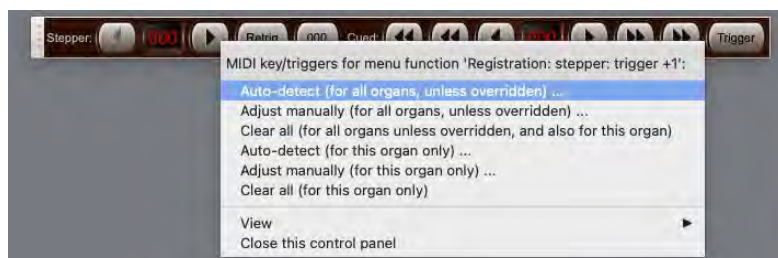 Stepper: 000 Retrig 000 Cued: 000 Trigger
MIDI key/triggers for menu function 'Registration: stepper: trigger +1':
Auto-detect (for all organs, unless overridden) ...
Adjust manually (for all organs, unless overridden) ...
Clear all (for all organs unless overridden, and also for this organ)
Auto-detect (for this organ only) ...
Adjust manually (for this organ only) ...
Clear all (for this organ only)
View
Close this control panel